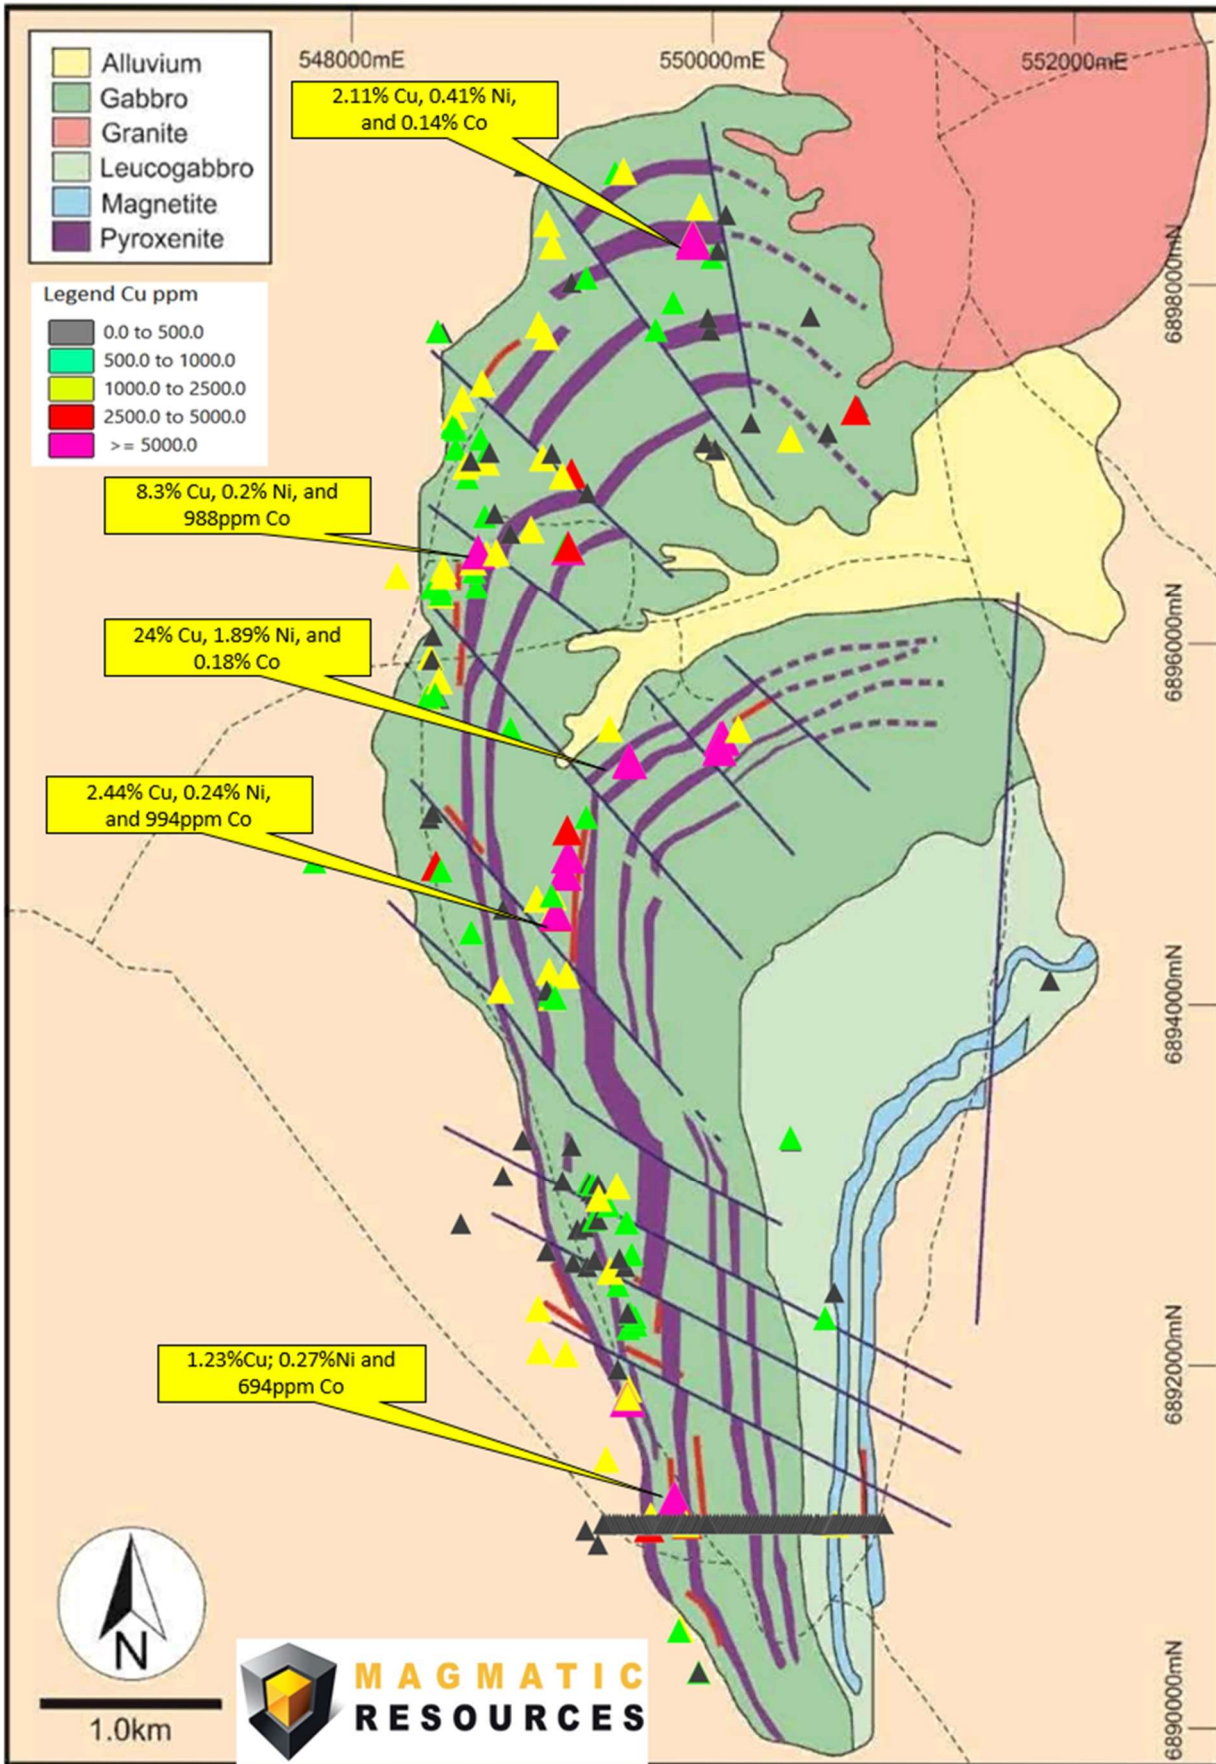 548000mE
550000mE
552000mE
Alluvium
Gabbro
Granite
Leucogabbro
Magnetite
Pyroxenite
2.11% Cu, 0.41% Ni,
and 0.14% Co
6898000mN
Legend Cu ppm
0.0 to 500.0
500.0 to 1000.0
1000.0 to 2500.0
2500.0 to 5000.0
>= 5000.0
8.3% Cu, 0.2% Ni, and
988ppm Co
24% Cu, 1.89% Ni, and
0.18% Co
6896000mN
2.44% Cu, 0.24% Ni,
and 994ppm Co
6894000mN
1.23%Cu; 0.27%Ni and
694ppm Co
6892000mN
N
1.0km
MAGMATIC
RESOURCES
6890000mN